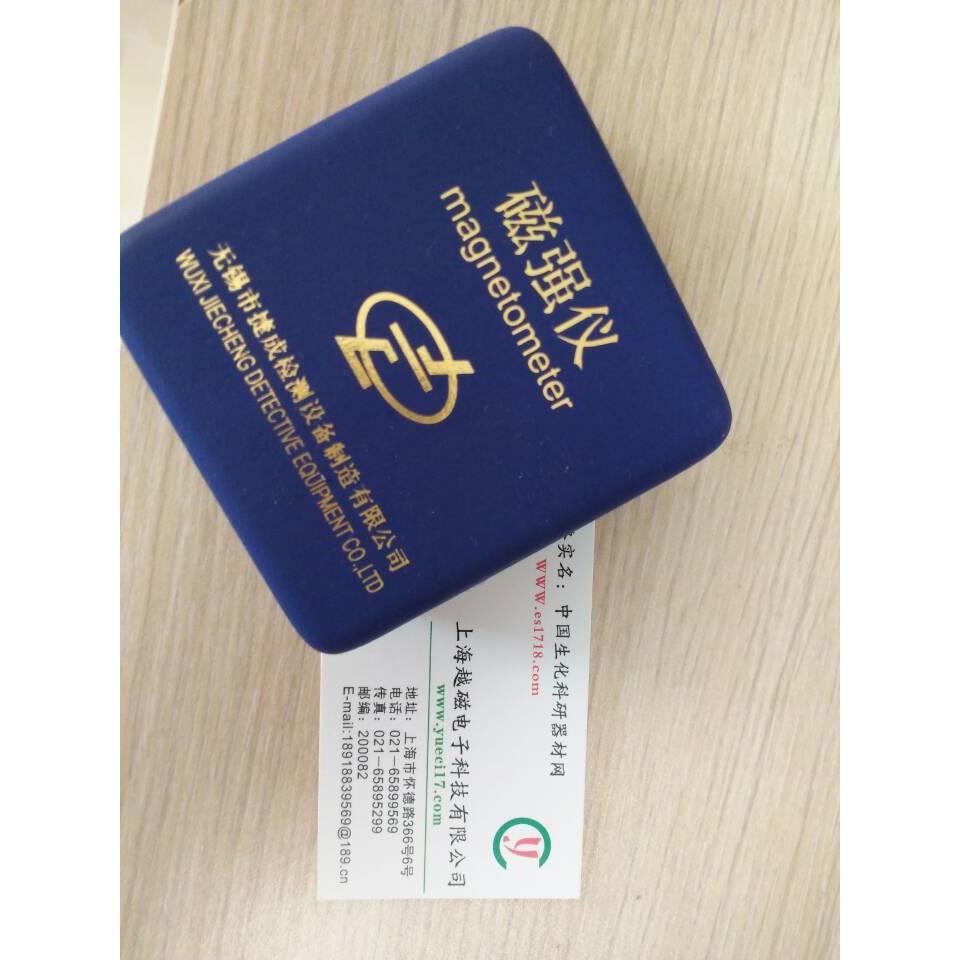 磁强仪
magnetometer
无锡市捷成检测设备制造有限公司
WUXI JIECHENG DETECTIVE EQUIPMENT CO.,LTD
实名：中国生化科研器材网
WWW.es1718.com
上海越磁电子科技有限公司
www.yueci17.com
地址：上海市怀德路366号6号
电话：021-65899569
传真：021-65895299
邮编：200082
E-mail:18918839569@189.cn
y